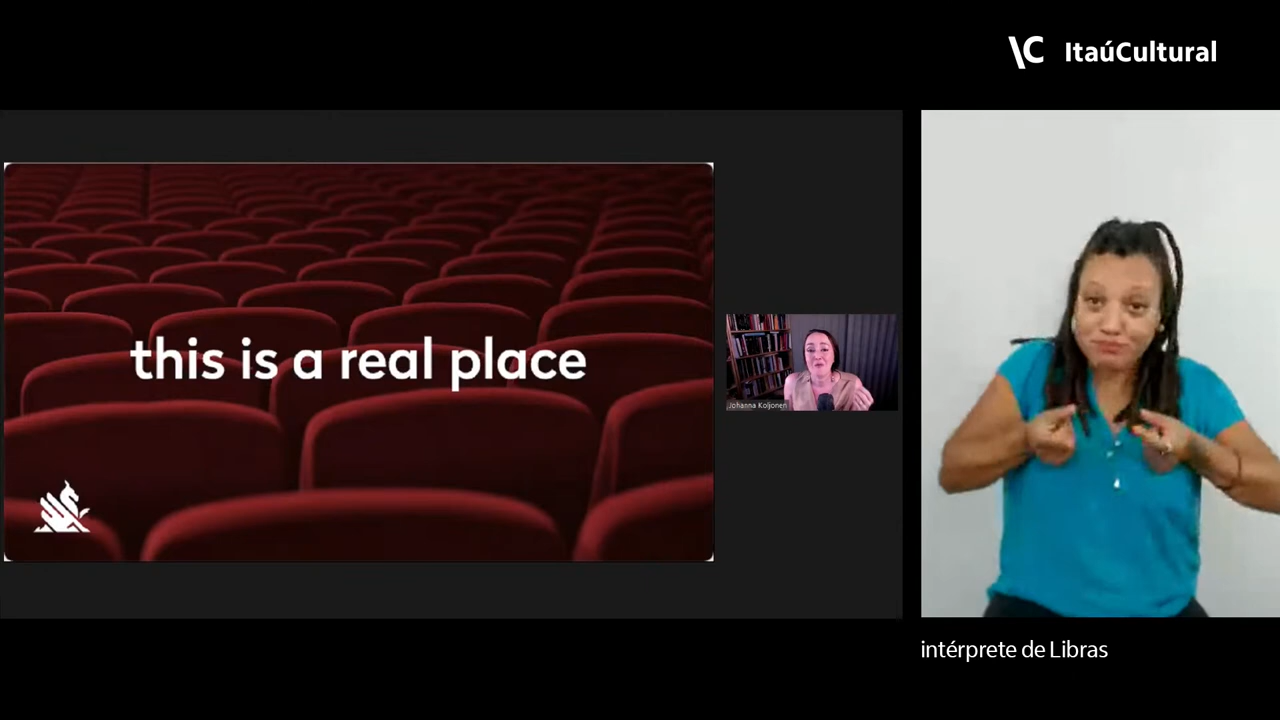 \C ItaúCultural
this is a real place
Johanna Koljonen
intérprete de Libras